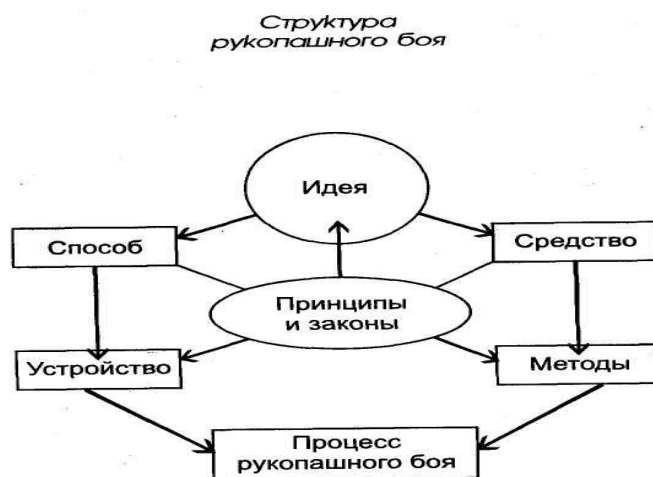 Структура
рукопашного боя
Идея
Способ
Средство
Принципы
и законы
Устройство
Методы
Процесс
рукопашного боя